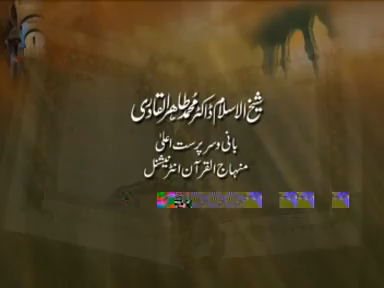 شیخ الاسلام ڈاکٹر محمد طاہر القادری
بانی و سرپرست اعلیٰ
منہاج القرآن انٹرنیشنل